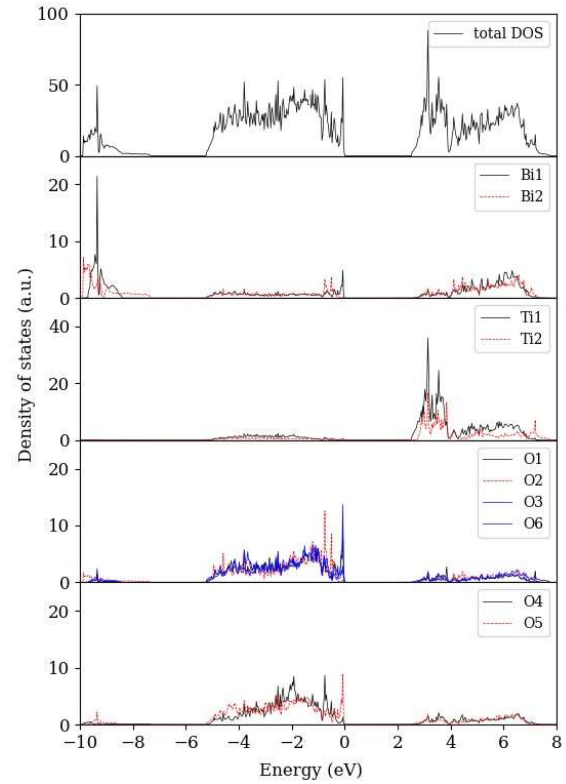 100
total DOS
50
0
20
Bi1
Bi2
10
0
40
Ti1
Ti2
20
0
20
O1
O2
O3
O6
10
0
20
O4
O5
10
0
−10 −8 −6 −4 −2 0 2 4 6 8
Energy (eV)
Density of states (a.u.)